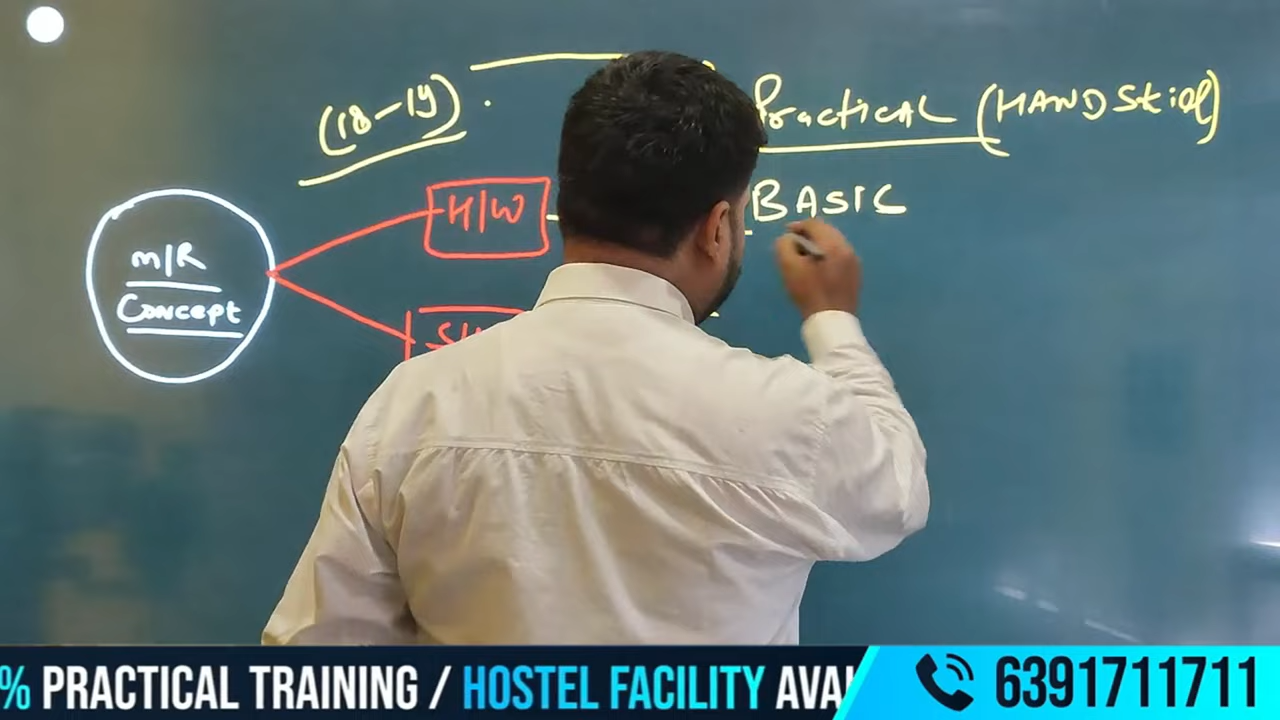 (18-19)
Practical (HAND Skill)
H/W
BASIC
M/R
Concept
% PRACTICAL TRAINING / HOSTEL FACILITY AVAI
6391711711